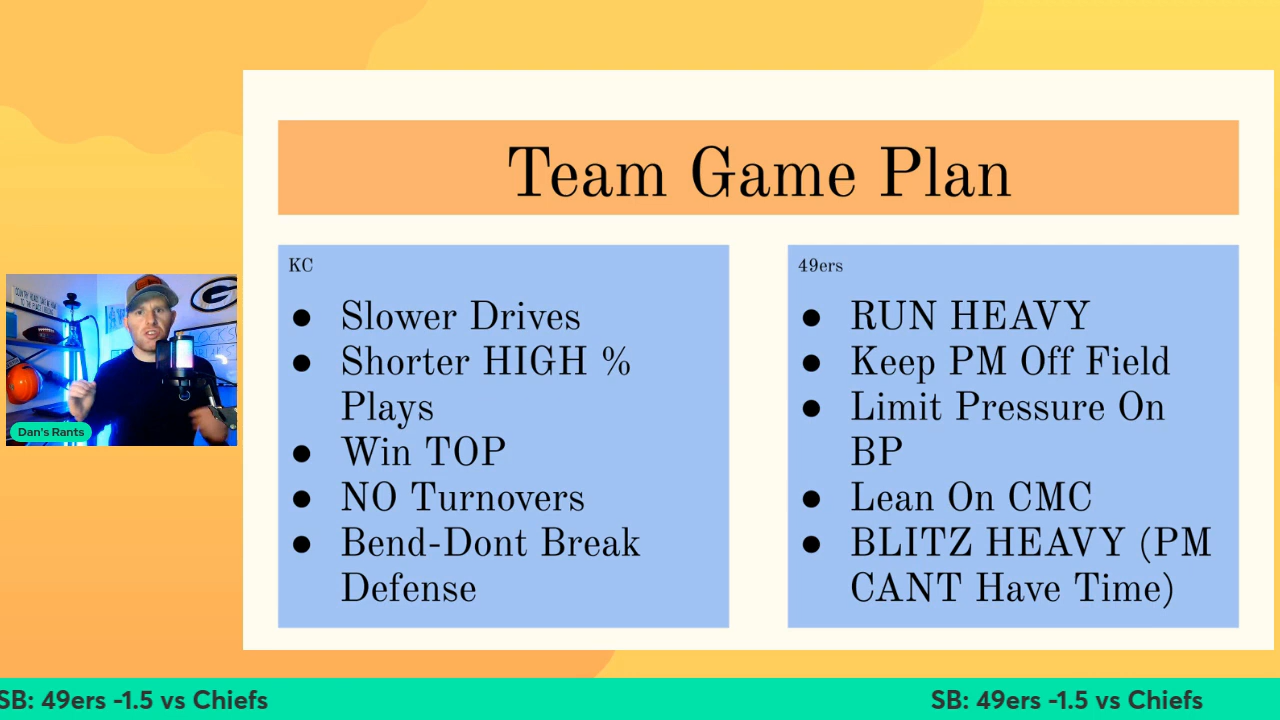 Team Game Plan
KC
● Slower Drives
● Shorter HIGH %
Plays
● Win TOP
● NO Turnovers
● Bend-Dont Break
Defense
49ers
● RUN HEAVY
● Keep PM Off Field
● Limit Pressure On
BP
● Lean On CMC
● BLITZ HEAVY (PM
CANT Have Time)
G
Dan's Rants
SB: 49ers -1.5 vs Chiefs
SB: 49ers -1.5 vs Chiefs